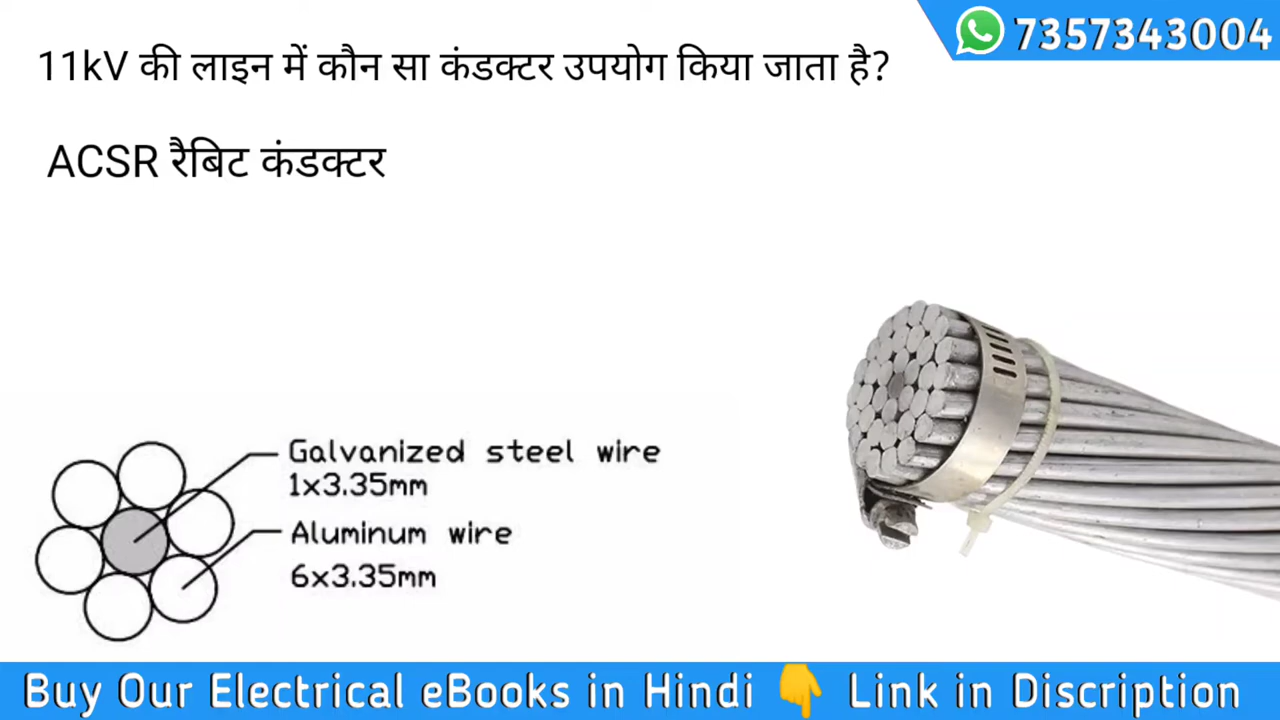 7357343004
11kV की लाइन में कौन सा कंडक्टर उपयोग किया जाता है?
ACSR रैबिट कंडक्टर
Galvanized steel wire
1x3.35mm
Aluminum wire
6x3.35mm
Buy Our Electrical eBooks in Hindi 👇 Link in Discription